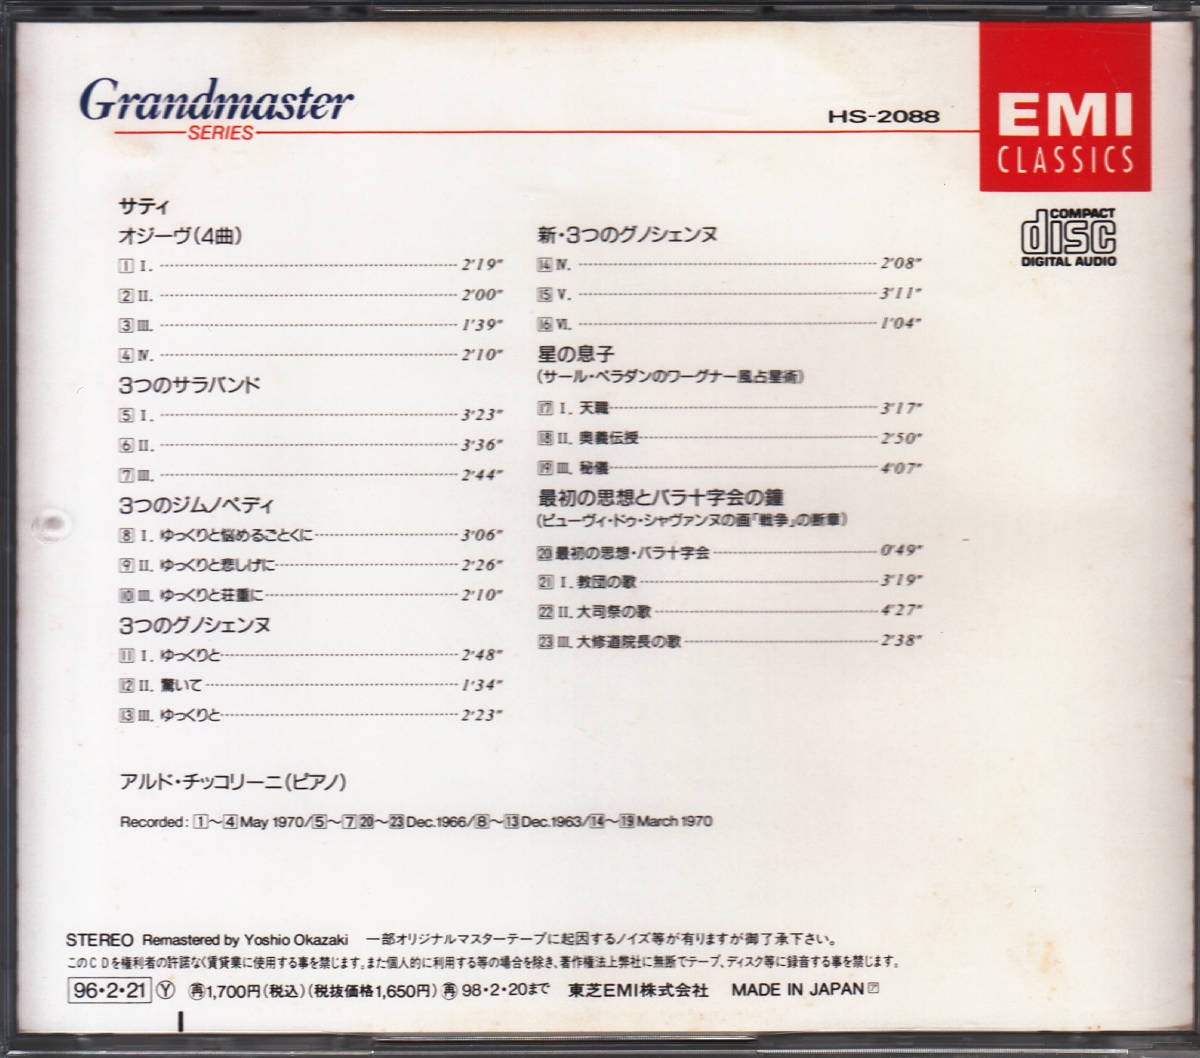 Grandmaster
SERIES
HS-2088
EMI
CLASSICS
COMPACT
disc
DIGITAL AUDIO
サティ
オジーヴ(4曲)
1 I. 2'19"
2 II. 2'00"
3 III. 1'39"
4 IV. 2'10"
3つのサラバンド
5 I. 3'23"
6 II. 3'36"
7 III. 2'44"
3つのジムノペディ
8 I. ゆっくりと悩めるごとくに 3'06"
9 II. ゆっくりと悲しげに 2'26"
10 III. ゆっくりと荘重に 2'10"
3つのグノシェンヌ
11 I. ゆっくりと 2'48"
12 II. 驚いて 1'34"
13 III. ゆっくりと 2'23"
新・3つのグノシェンヌ
14 IV. 2'08"
15 V. 3'11"
16 VI. 1'04"
星の息子
(サール・ペラダンのワーグナー風占星術)
17 I. 天職 3'17"
18 II. 奥義伝授 2'50"
19 III. 秘儀 4'07"
最初の思想とバラ十字会の鐘
(ピューヴィ・ドゥ・シャヴァンヌの画「戦争」の断章)
20 最初の思想・バラ十字会 0'49"
21 I. 教団の歌 3'19"
22 II. 大司祭の歌 4'27"
23 III. 大修道院長の歌 2'38"
アルド・チッコリーニ(ピアノ)
Recorded: 1～4 May 1970/5～7 20～23 Dec.1966/8～13 Dec.1963/14～19 March 1970
STEREO Remastered by Yoshio Okazaki 一部オリジナルマスターテープに起因するノイズ等が有りますが御了承下さい。
このCDを権利者の許諾なく賃貸業に使用する事を禁じます。また個人的に利用する等の場合を除き、著作権法上弊社に無断でテープ、ディスク等に録音する事を禁じます。
96・2・21 Ⓨ ㊢1,700円(税込)(税抜価格1,650円) 98・2・20まで 東芝EMI株式会社 MADE IN JAPAN